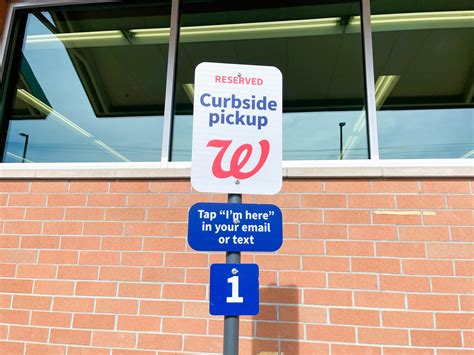 RESERVED
Curbside
pickup
W
Tap “I’m here”
in your email
or text
1